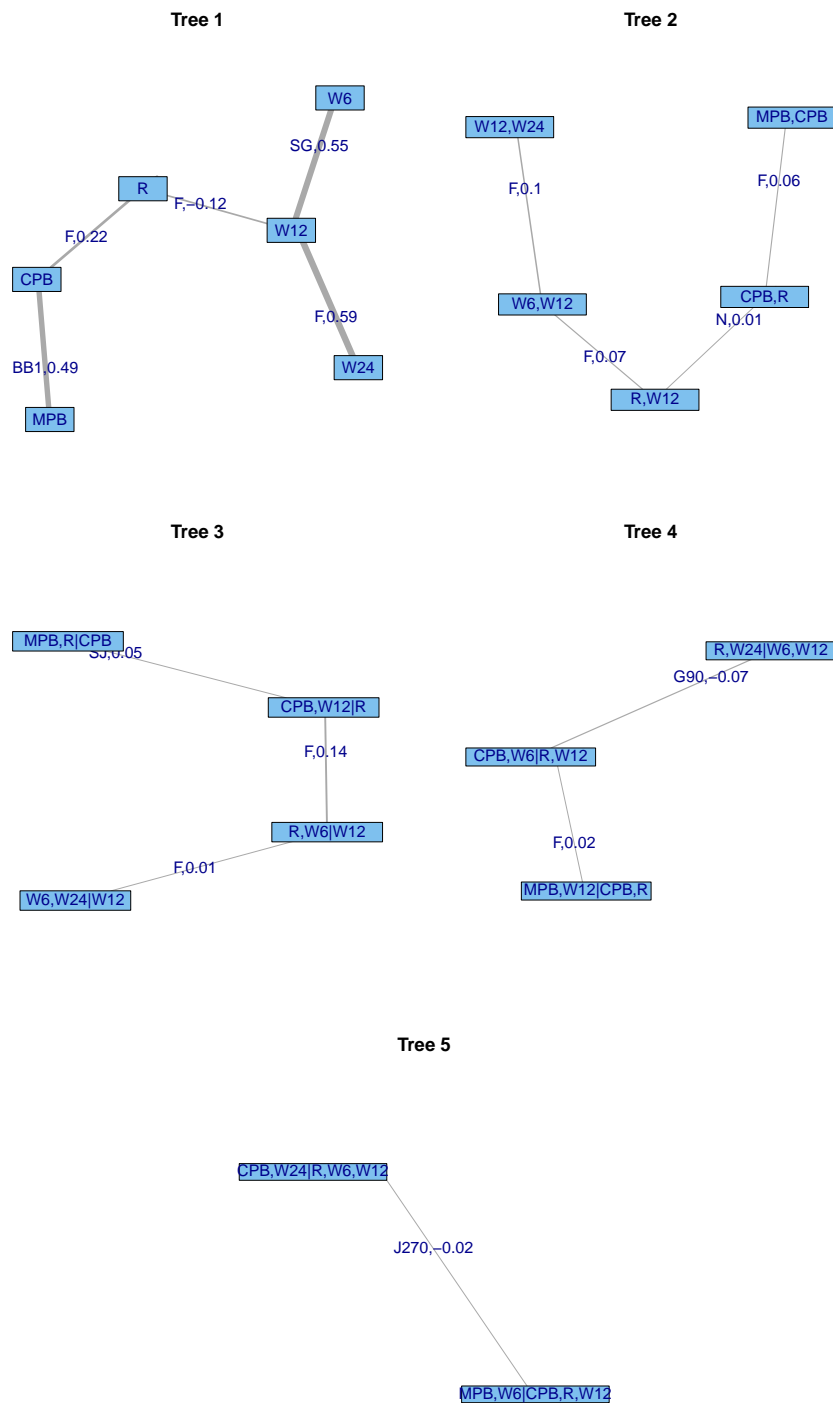 Tree 1
W6
SG,0.55
R
F,−0.12
W12
F,0.22
CPB
F,0.59
BB1,0.49
W24
MPB
Tree 2
MPB,CPB
W12,W24
F,0.06
F,0.1
CPB,R
W6,W12
N,0.01
F,0.07
R,W12
Tree 3
MPB,R|CPB
SJ,0.05
CPB,W12|R
F,0.14
R,W6|W12
F,0.01
W6,W24|W12
Tree 4
R,W24|W6,W12
G90,−0.07
CPB,W6|R,W12
F,0.02
MPB,W12|CPB,R
Tree 5
CPB,W24|R,W6,W12
J270,−0.02
MPB,W6|CPB,R,W12